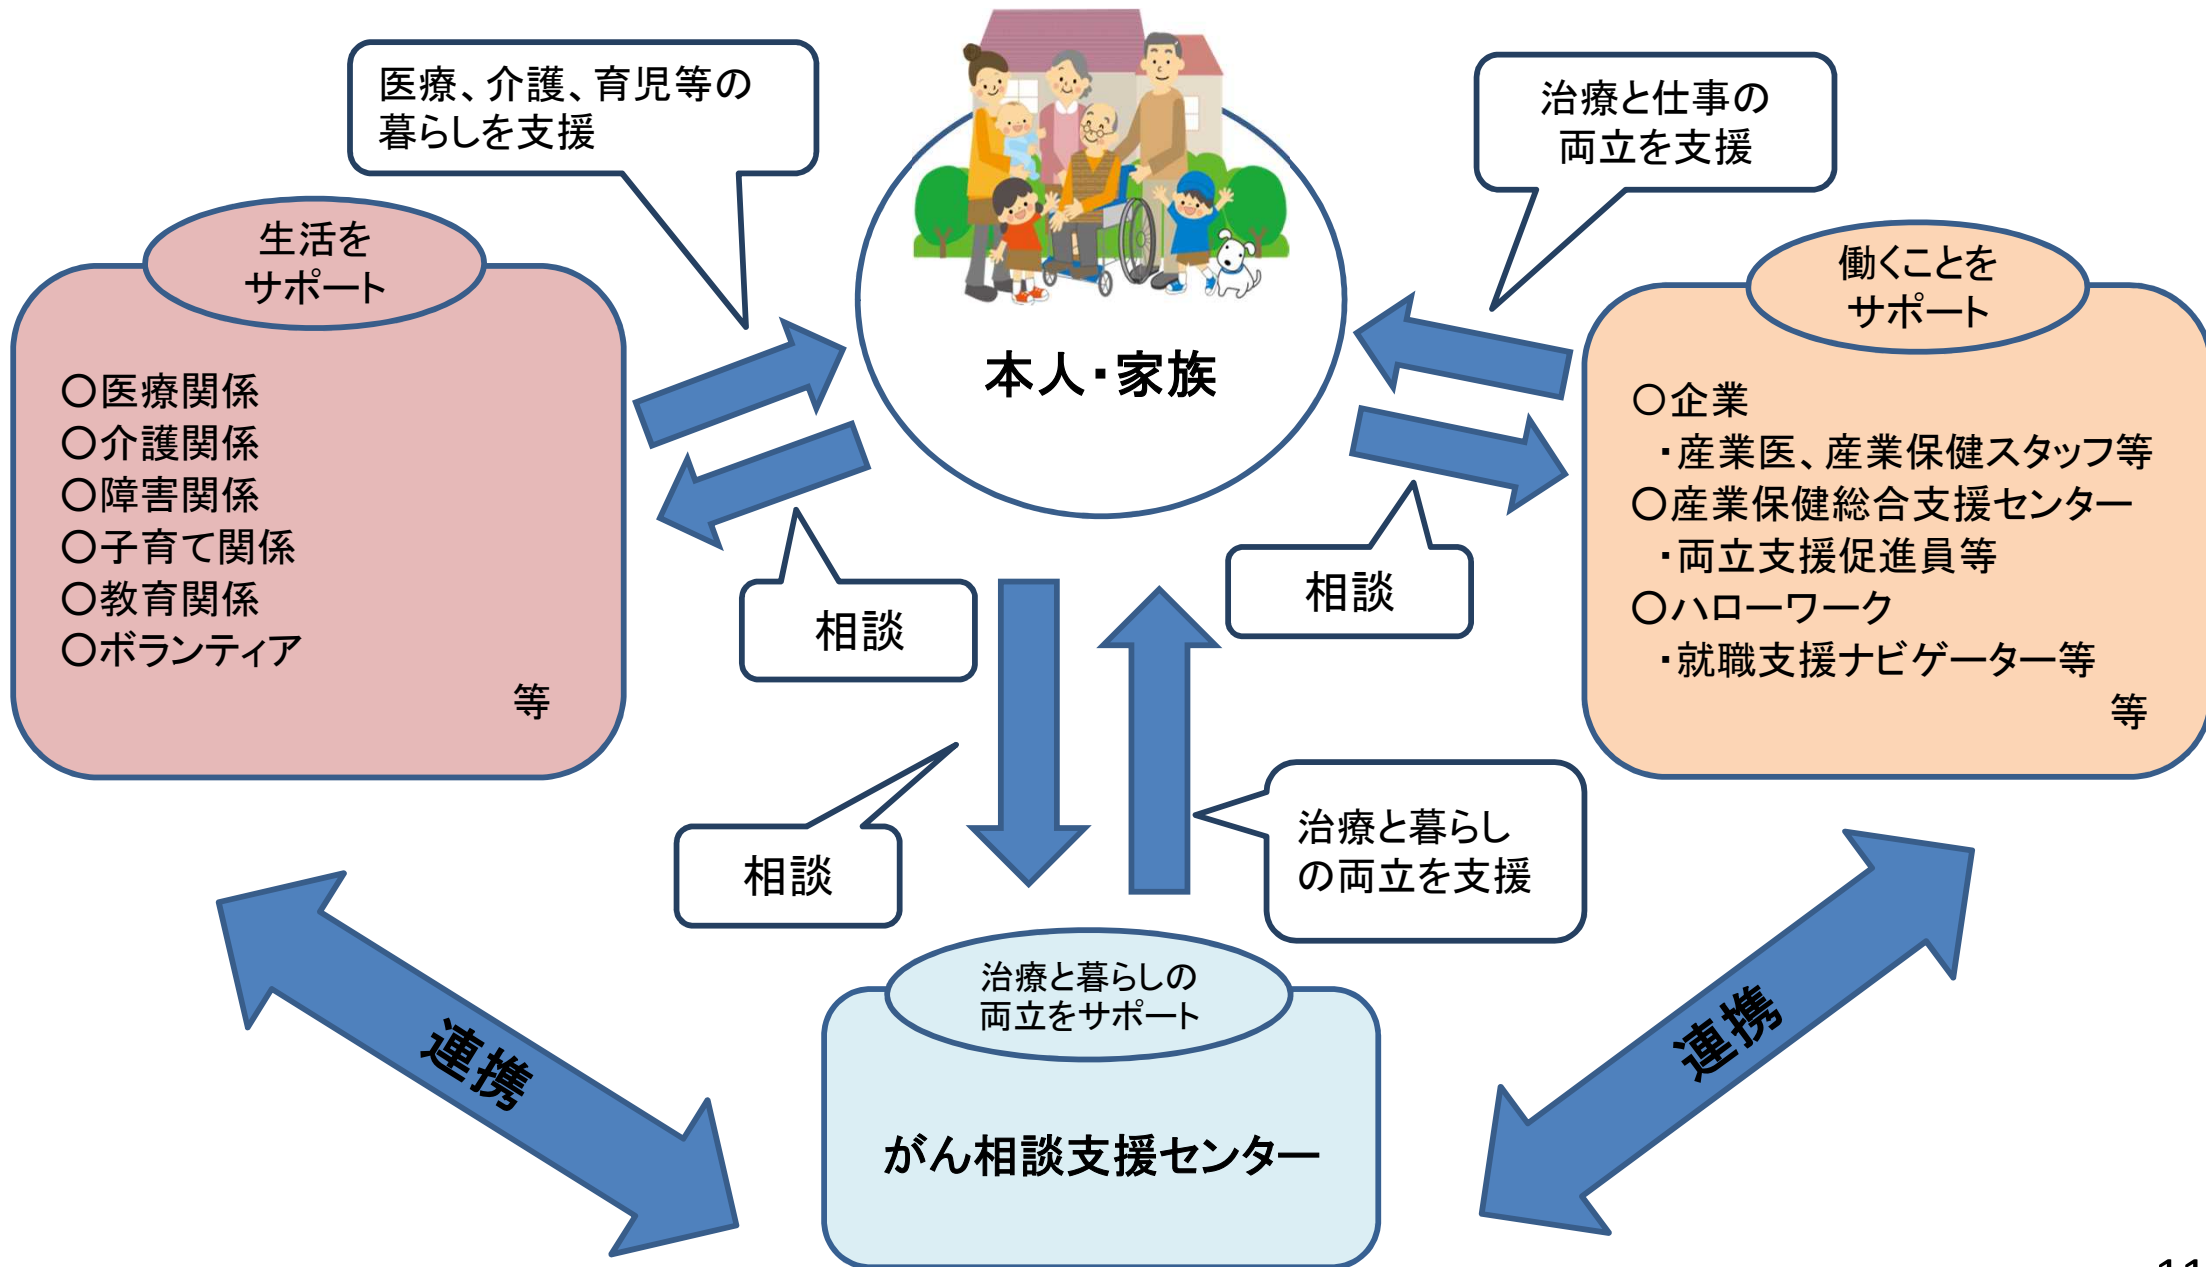 医療、介護、育児等の
暮らしを支援
治療と仕事の
両立を支援
生活を
サポート
働くことを
サポート
本人・家族
○医療関係
○介護関係
○障害関係
○子育て関係
○教育関係
○ボランティア
等
○企業
・産業医、産業保健スタッフ等
○産業保健総合支援センター
・両立支援促進員等
○ハローワーク
・就職支援ナビゲーター等
等
相談
相談
相談
治療と暮らし
の両立を支援
治療と暮らしの
両立をサポート
がん相談支援センター
連携
連携
11